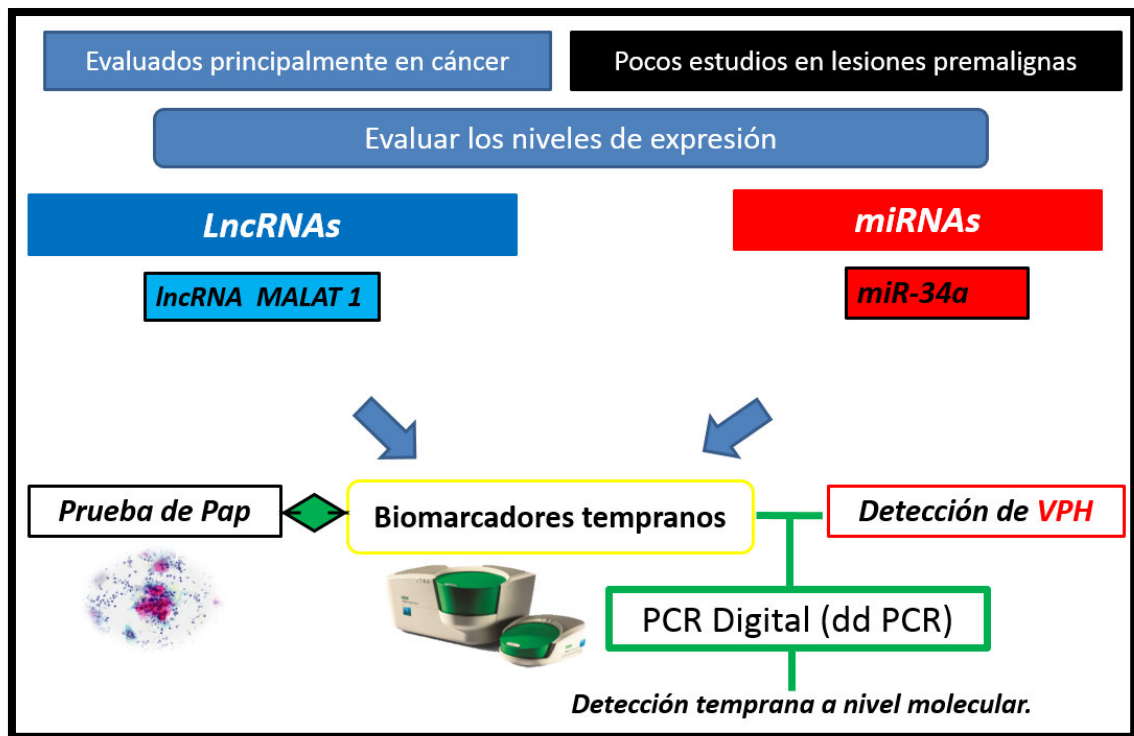 Evaluados principalmente en cáncer
Pocos estudios en lesiones premalignas
Evaluar los niveles de expresión
LncRNAs
miRNAs
lncRNA MALAT 1
miR-34a
Prueba de Pap
Biomarcadores tempranos
Detección de VPH
PCR Digital (dd PCR)
Detección temprana a nivel molecular.